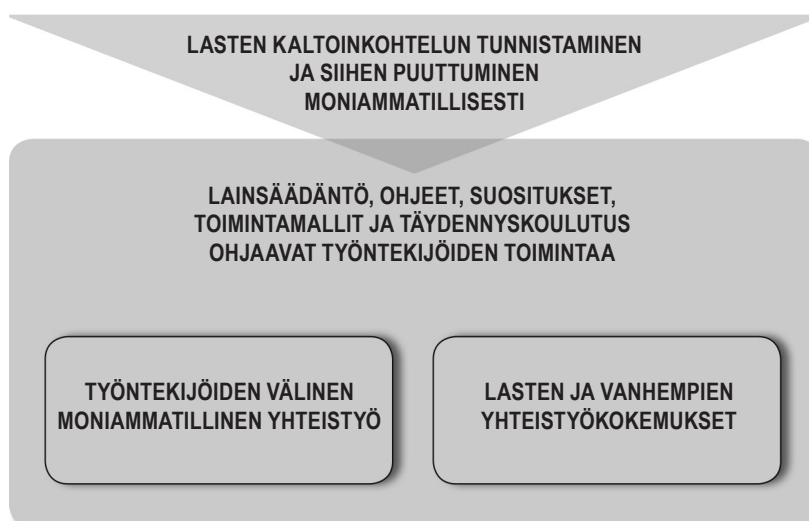 LASTEN KALTOINKOHTELUN TUNNISTAMINEN
JA SIIHEN PUUTTUMINEN
MONIAMMATILLISESTI
LAINSÄÄDÄNTÖ, OHJEET, SUOSITUKSET,
TOIMINTAMALLIT JA TÄYDENNYSKOULUTUS
OHJAAVAT TYÖNTEKIJÖIDEN TOIMINTAA
TYÖNTEKIJÖIDEN VÄLINEN
MONIAMMATILLINEN YHTEISTYÖ
LASTEN JA VANHEMPIEN
YHTEISTYÖKOKEMUKSET